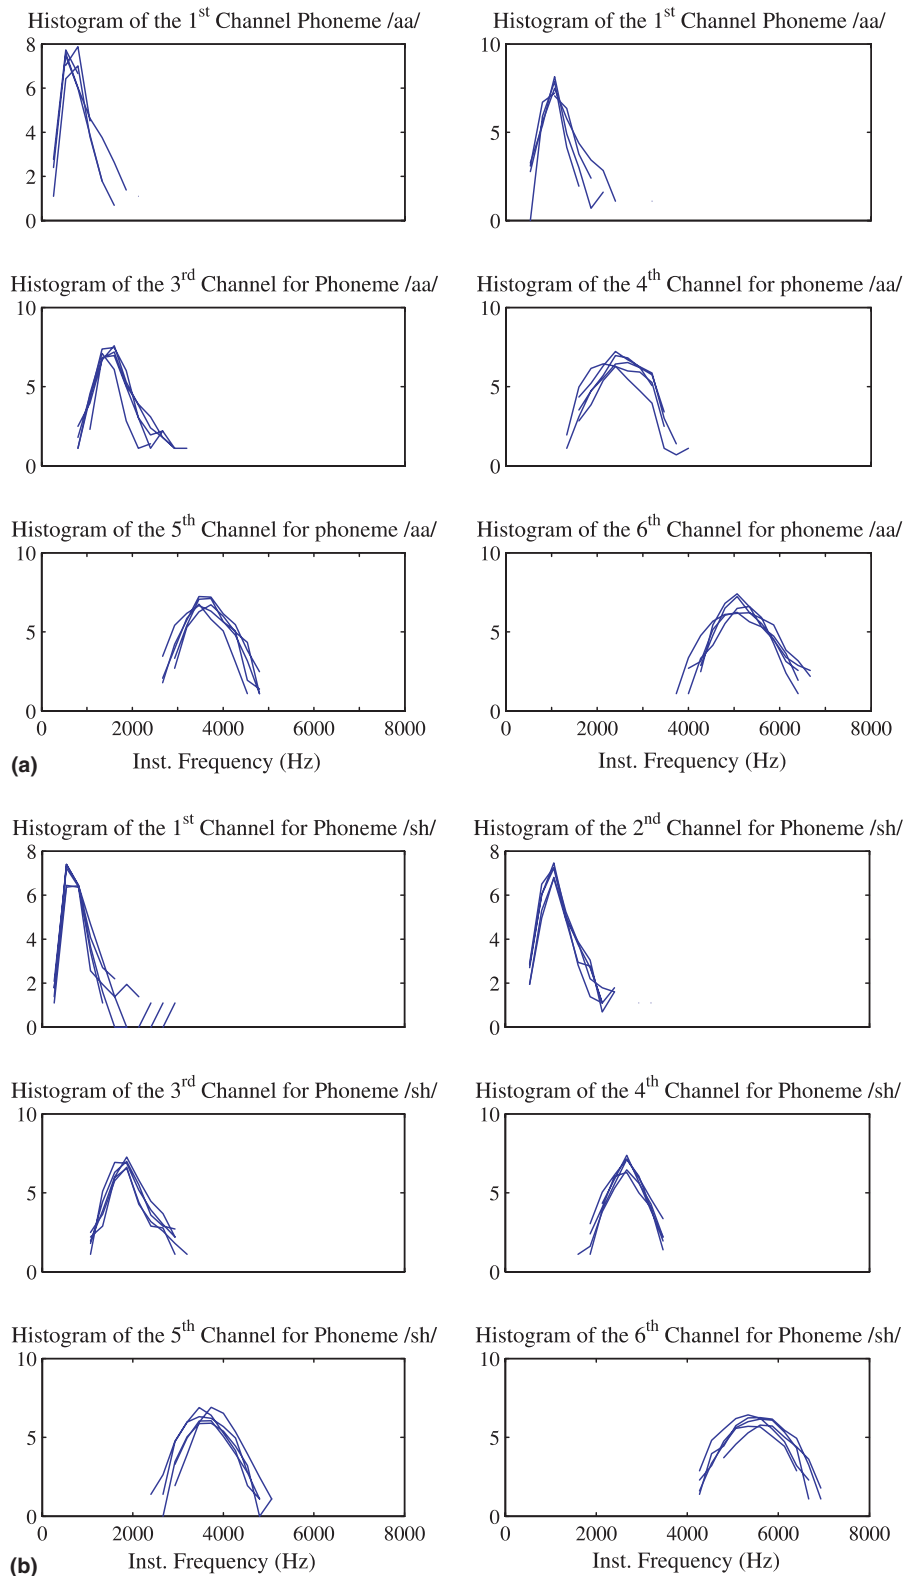 Histogram of the 1st Channel Phoneme /aa/
Histogram of the 1st Channel Phoneme /aa/
8
6
4
2
0
10
5
0
Histogram of the 3rd Channel for Phoneme /aa/
Histogram of the 4th Channel for phoneme /aa/
10
5
0
10
5
0
Histogram of the 5th Channel for phoneme /aa/
Histogram of the 6th Channel for phoneme /aa/
10
5
0
0 2000 4000 6000 8000
10
5
0
0 2000 4000 6000 8000
(a) Inst. Frequency (Hz)
Inst. Frequency (Hz)
Histogram of the 1st Channel for Phoneme /sh/
Histogram of the 2nd Channel for Phoneme /sh/
8
6
4
2
0
8
6
4
2
0
Histogram of the 3rd Channel for Phoneme /sh/
Histogram of the 4th Channel for Phoneme /sh/
10
5
0
10
5
0
Histogram of the 5th Channel for Phoneme /sh/
Histogram of the 6th Channel for Phoneme /sh/
10
5
0
0 2000 4000 6000 8000
10
5
0
0 2000 4000 6000 8000
(b) Inst. Frequency (Hz)
Inst. Frequency (Hz)